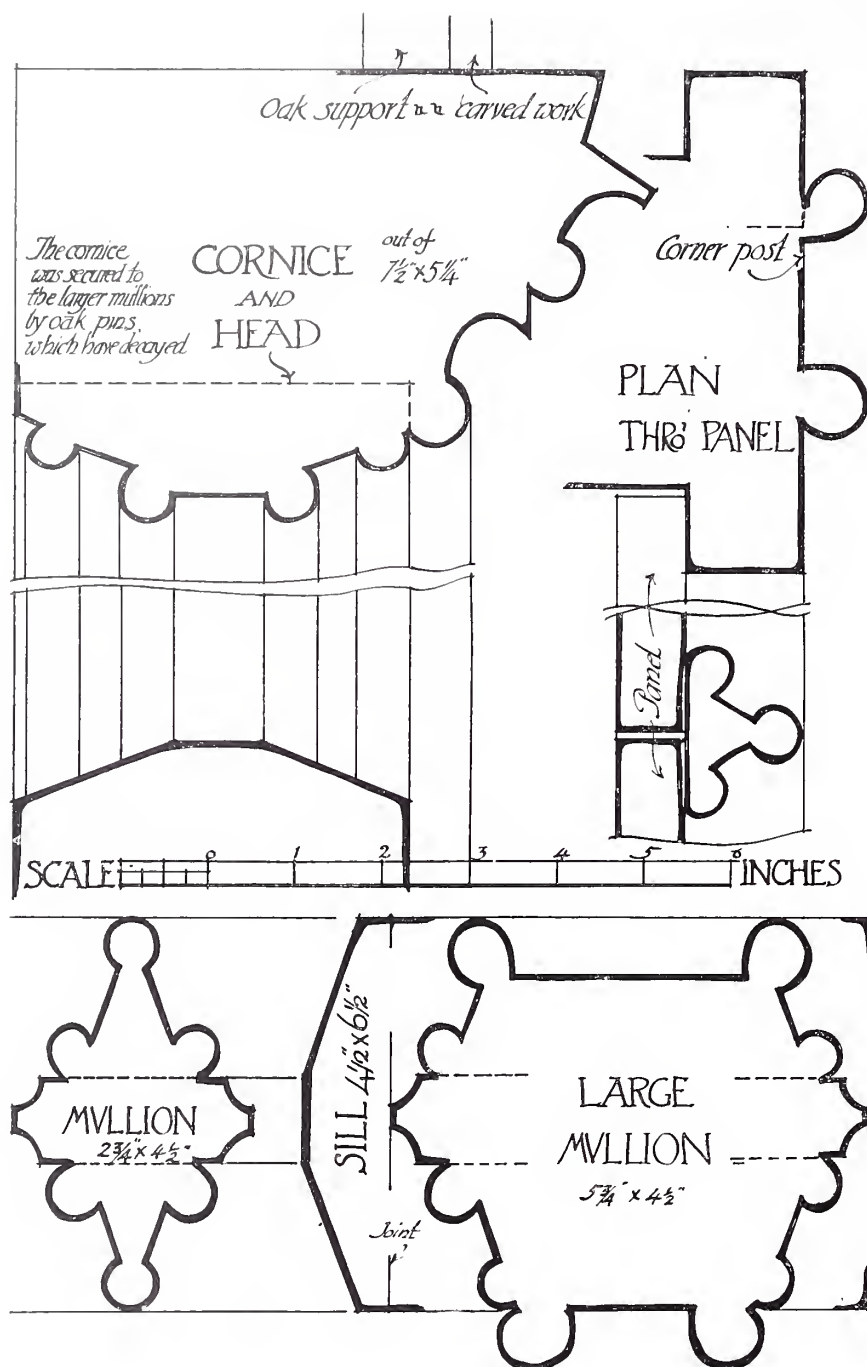 Oak support " " carved work
The cornice
was secured to
the larger mullions
by oak pins,
which have decayed
CORNICE
AND
HEAD
out of
7½" x 5¼"
Corner post
PLAN
THRO' PANEL
Panel
SCALE 0 1 2 3 4 5 6 INCHES
MVLLION
2¾" x 4½"
SILL 4½" x 6½"
Joint
LARGE
MVLLION
5¾" x 4½"